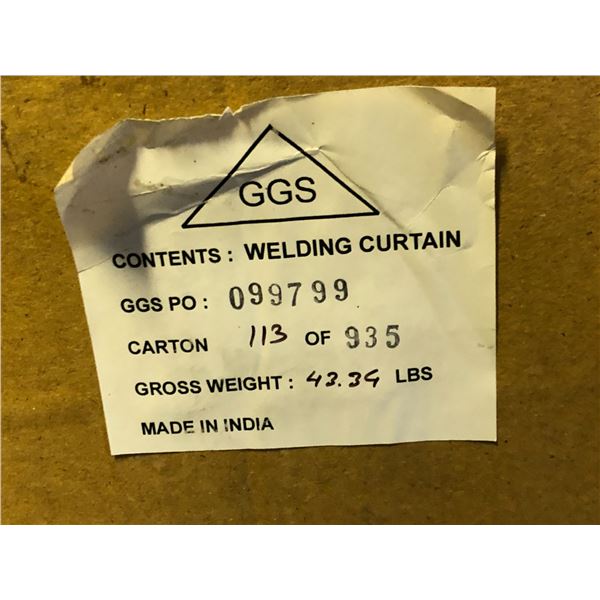 GGS
CONTENTS : WELDING CURTAIN
GGS PO : 099799
CARTON 113 OF 935
GROSS WEIGHT : 43.34 LBS
MADE IN INDIA